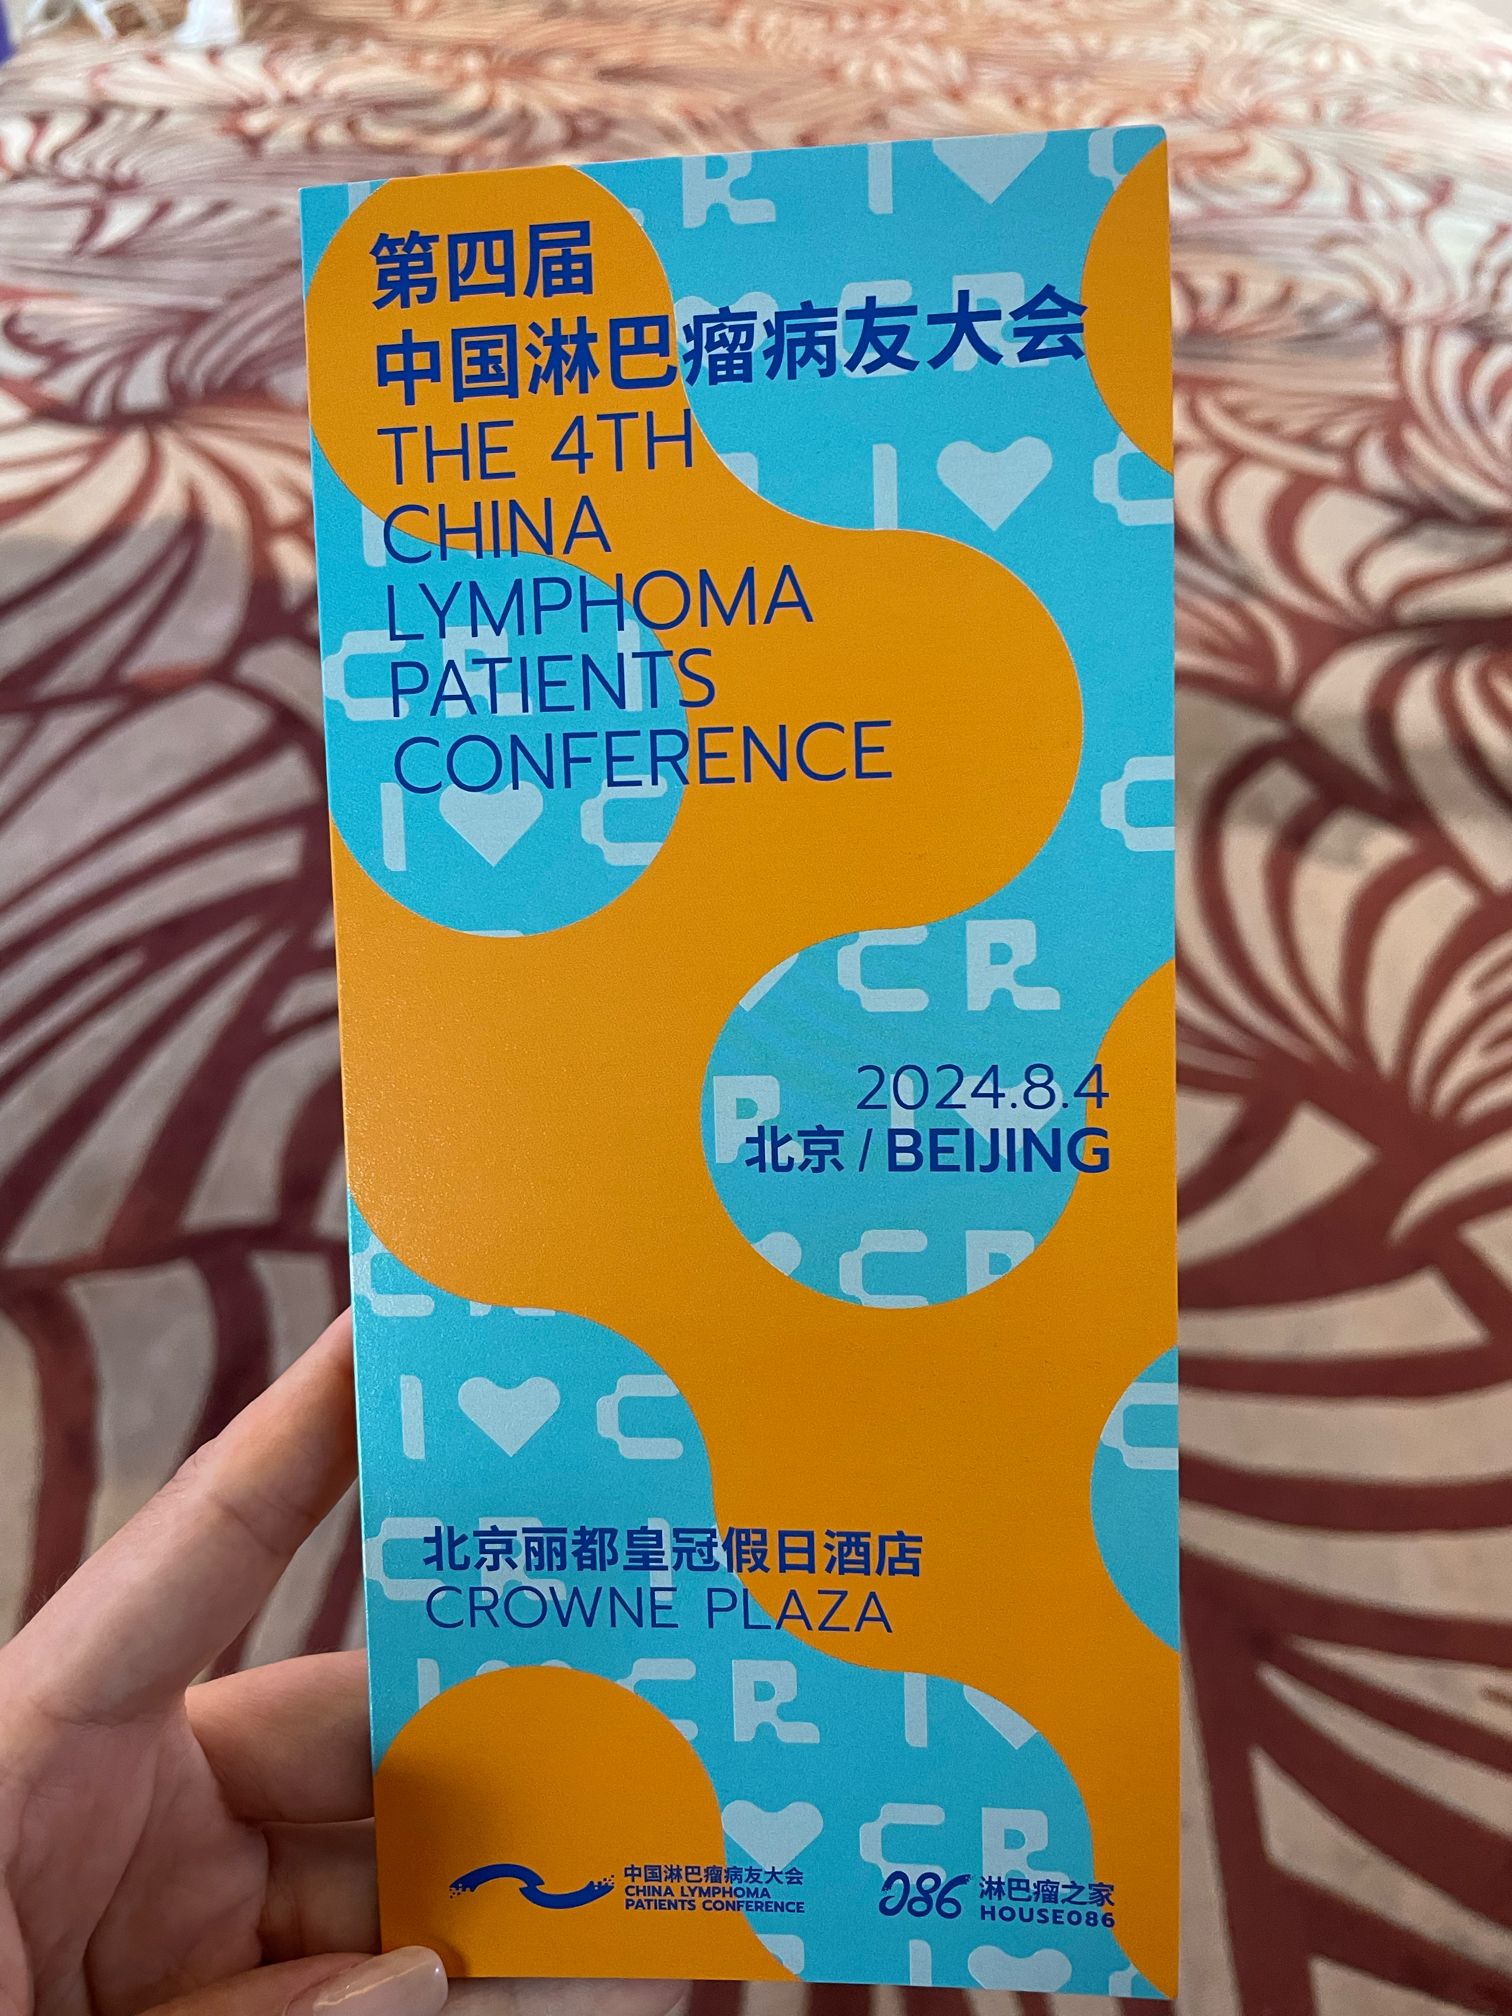 第四届
中国淋巴瘤病友大会
THE 4TH
CHINA
LYMPHOMA
PATIENTS
CONFERENCE
2024.8.4
北京 / BEIJING
北京丽都皇冠假日酒店
CROWNE PLAZA
中国淋巴瘤病友大会
CHINA LYMPHOMA
PATIENTS CONFERENCE
086 淋巴瘤之家
HOUSE086